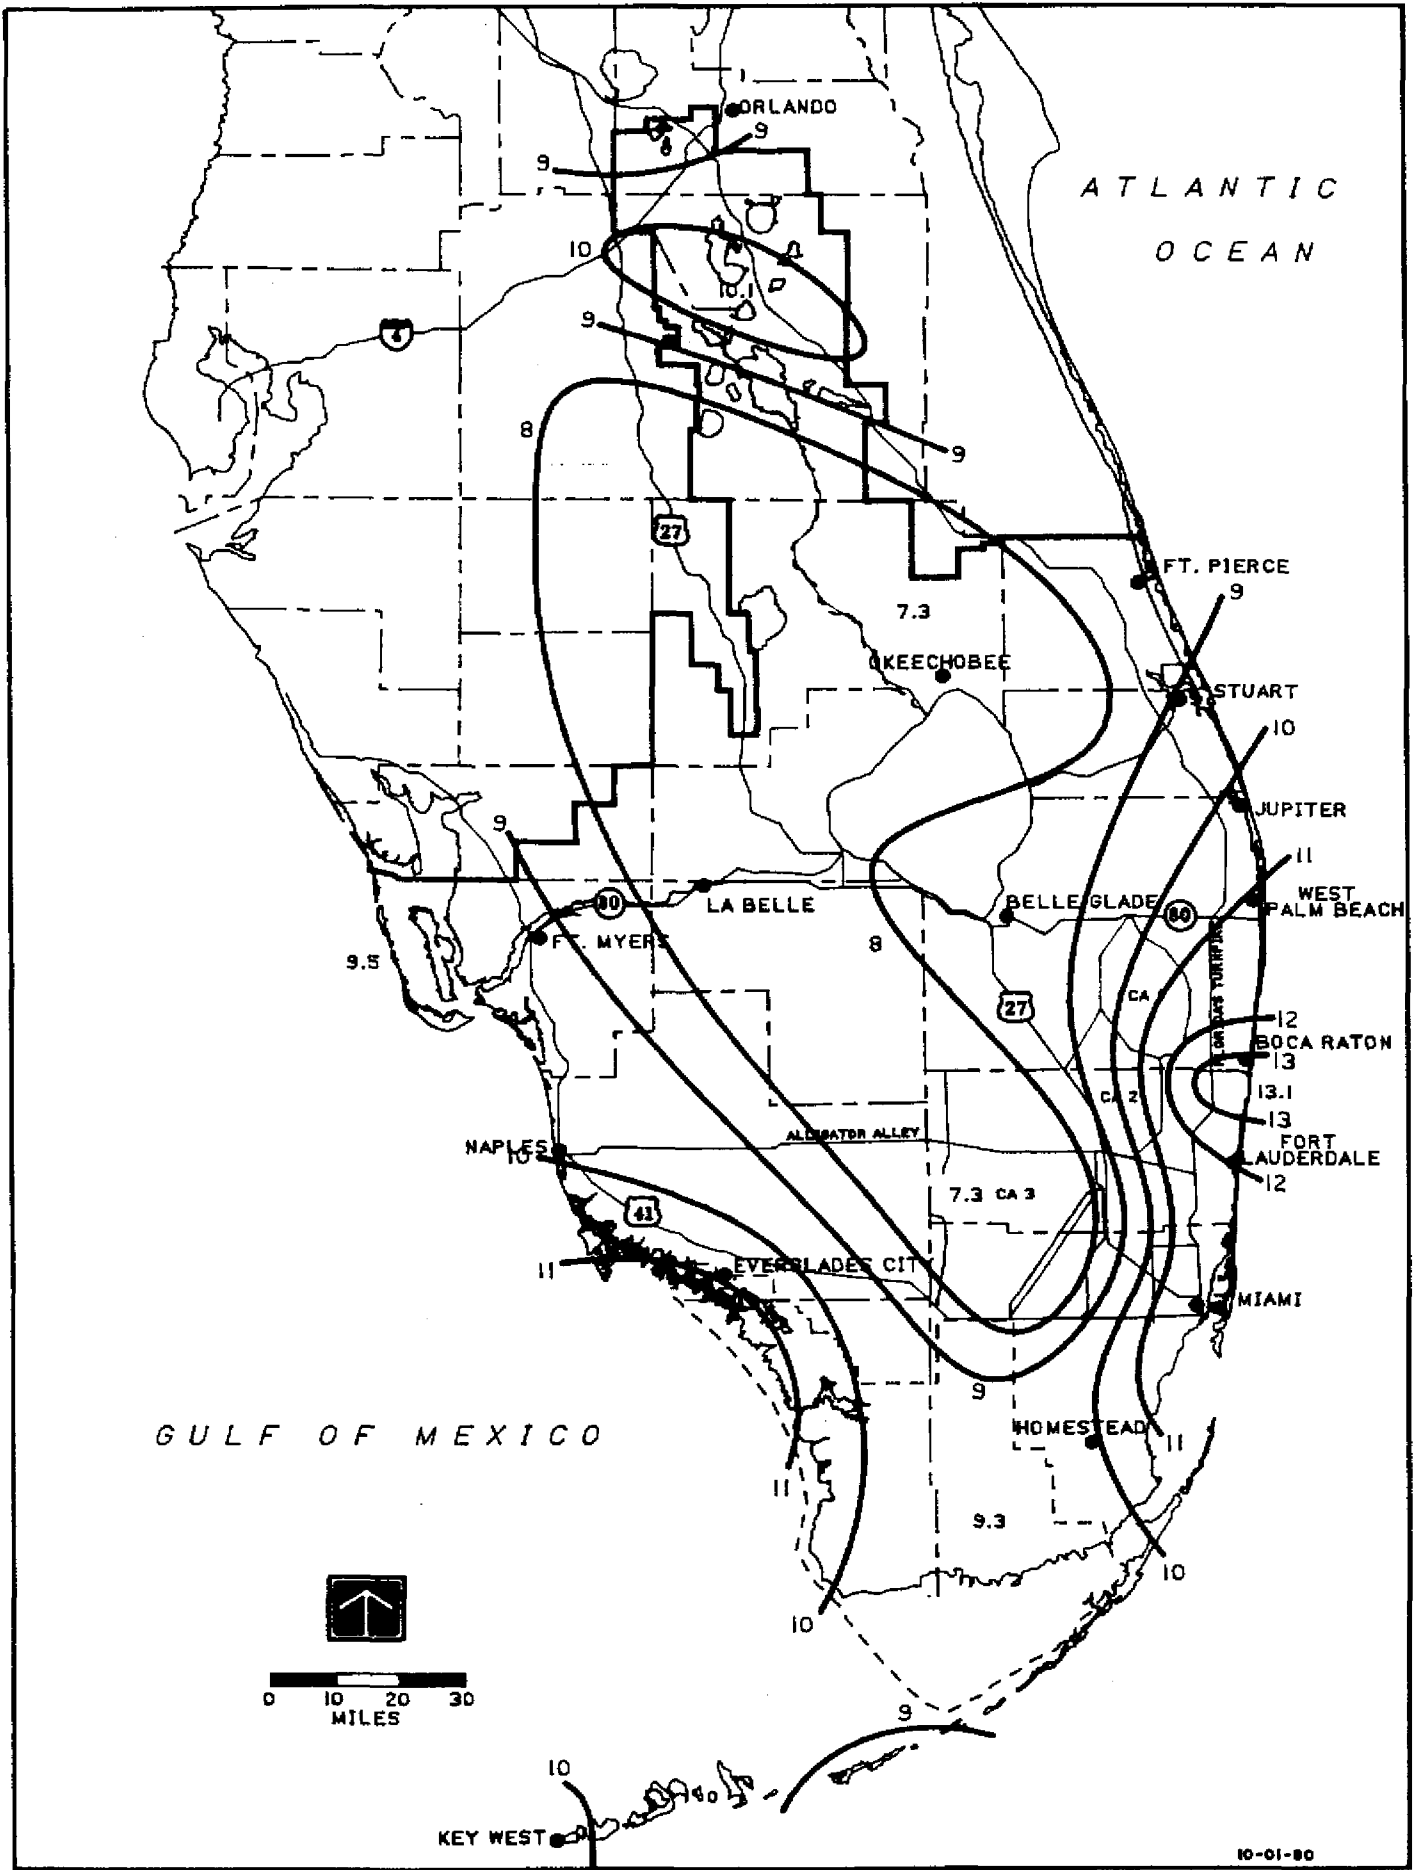 ORLANDO
9
9
ATLANTIC
OCEAN
10
10.1
9
4
8
9
27
FT. PIERCE
9
7.3
OKEECHOBEE
STUART
10
JUPITER
9
11
80
LA BELLE
BELLE GLADE
80
WEST
PALM BEACH
FT. MYERS
8
9.5
FLORIDA'S TURNPIKE
CA
27
12
BOCA RATON
13
13.1
CA 2
13
ALLIGATOR ALLEY
NAPLES
10
FORT
LAUDERDALE
12
7.3
CA 3
41
11
EVERGLADES CITY
MIAMI
9
GULF OF MEXICO
HOMESTEAD
11
11
9.3
10
10
0 10 20 30
MILES
9
10
KEY WEST
10-01-80